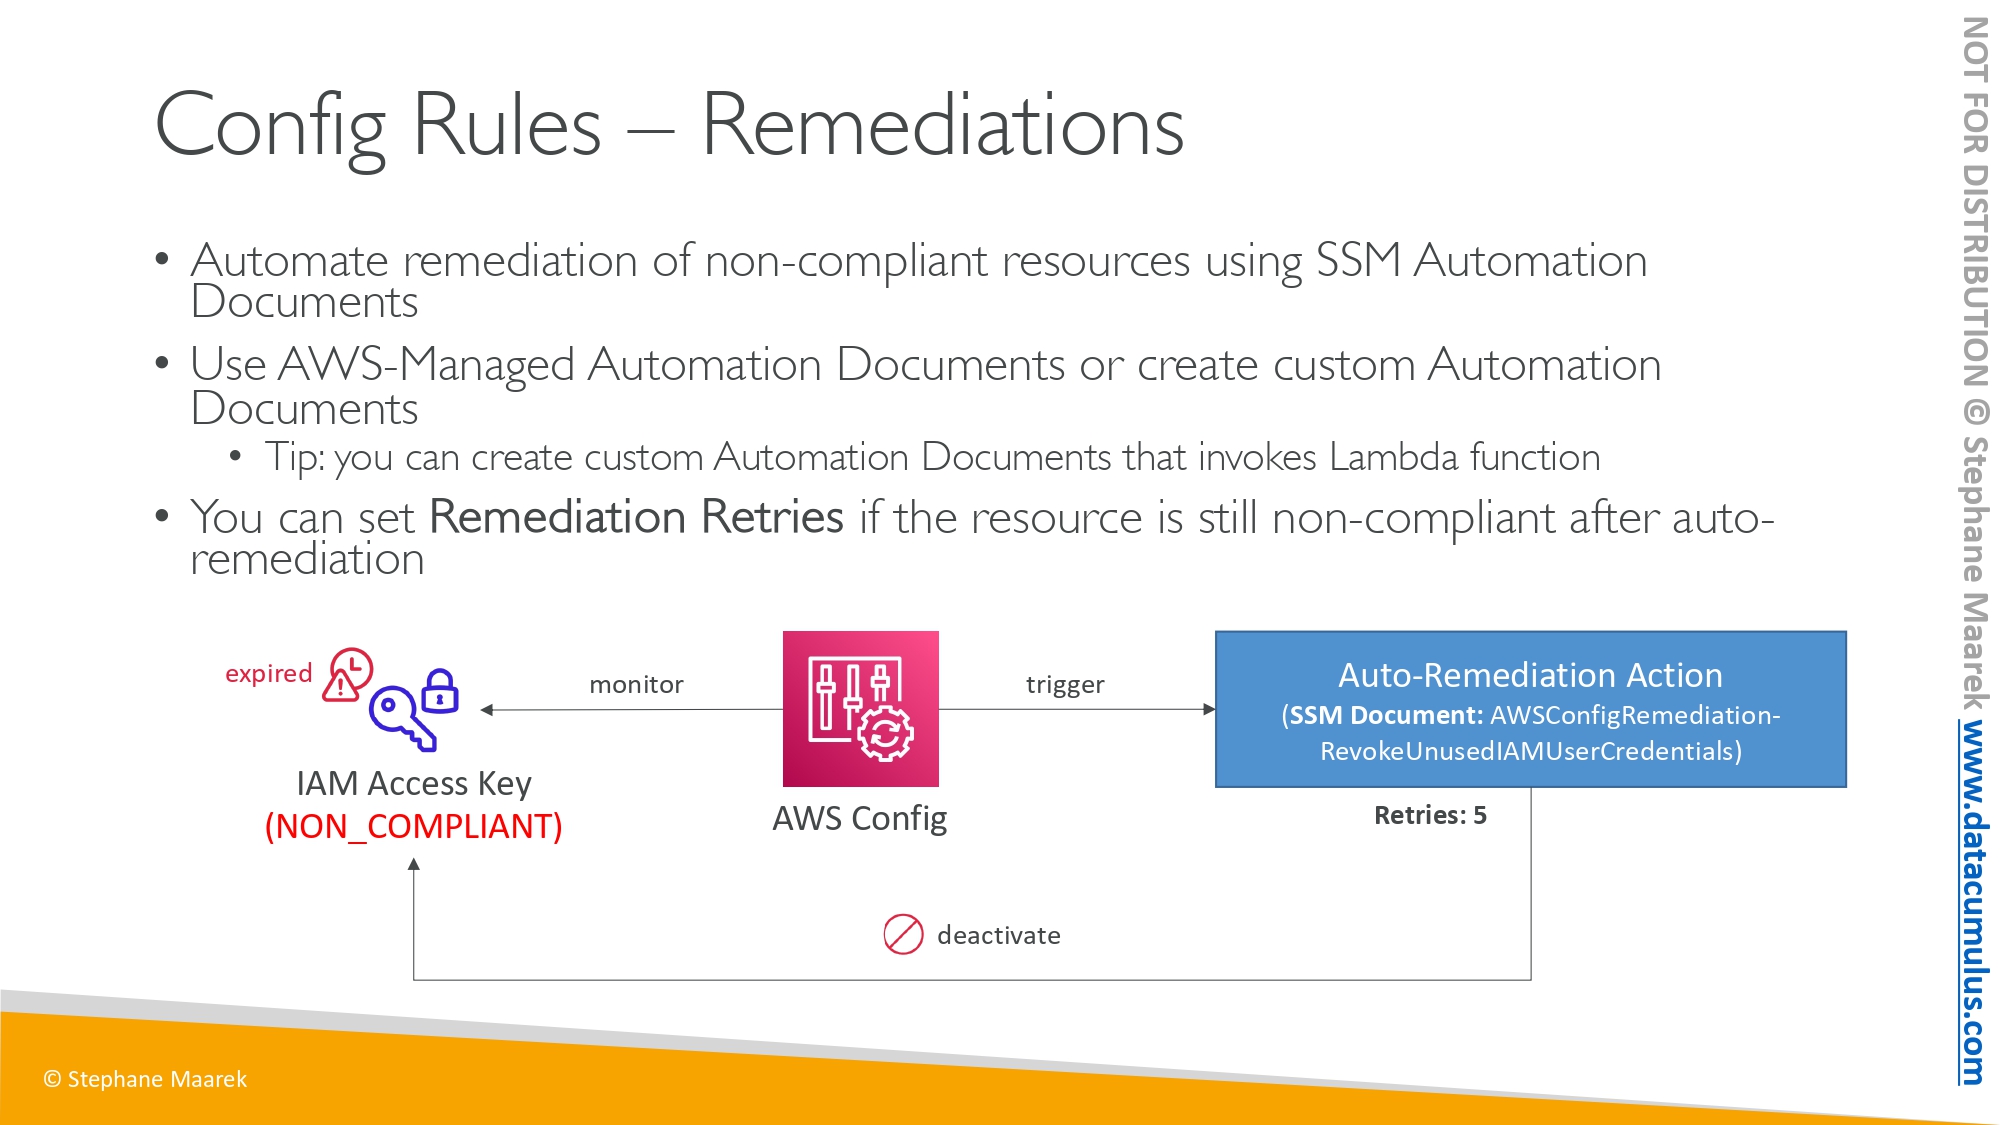 Config Rules – Remediations
• Automate remediation of non-compliant resources using SSM Automation
Documents
• Use AWS-Managed Automation Documents or create custom Automation
Documents
• Tip: you can create custom Automation Documents that invokes Lambda function
• You can set Remediation Retries if the resource is still non-compliant after auto-
remediation
expired
monitor
trigger
Auto-Remediation Action
(SSM Document: AWSConfigRemediation-
RevokeUnusedIAMUserCredentials)
IAM Access Key
(NON_COMPLIANT)
AWS Config
Retries: 5
deactivate
© Stephane Maarek
NOT FOR DISTRIBUTION © Stephane Maarek www.datacumulus.com